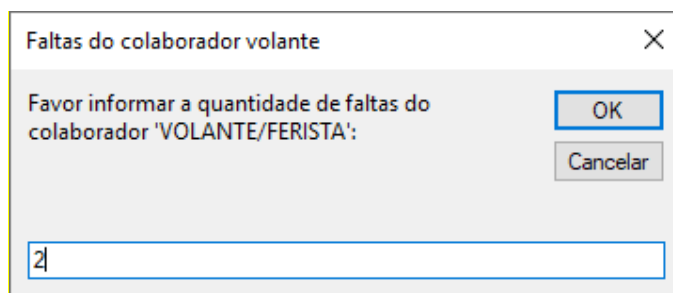 Faltas do colaborador volante
Favor informar a quantidade de faltas do
colaborador 'VOLANTE/FERISTA':
OK
Cancelar
2